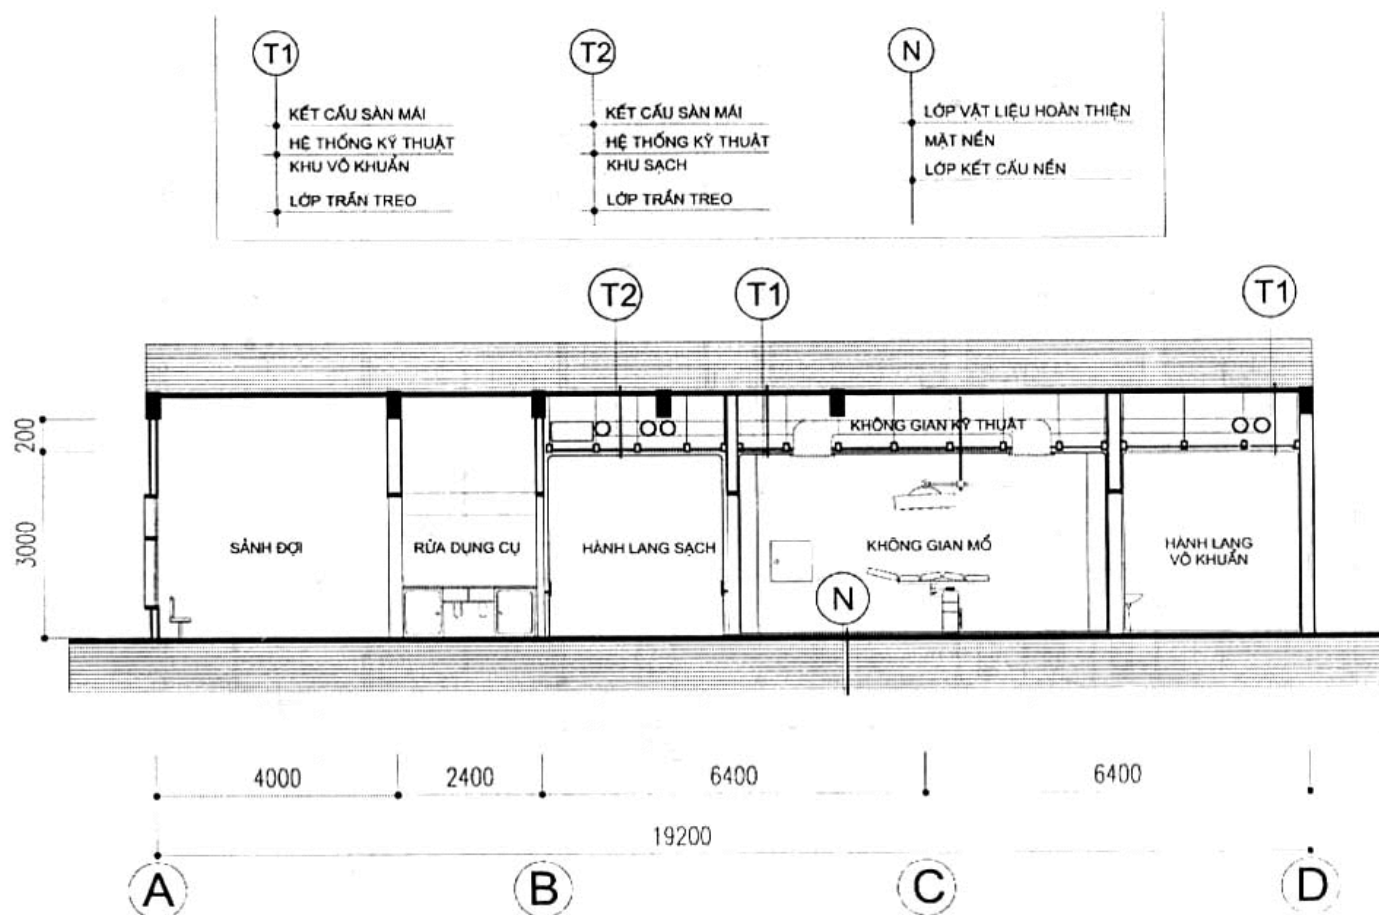 T1
KẾT CẤU SÀN MÁI
HỆ THỐNG KỸ THUẬT
KHU VÔ KHUẨN
LỚP TRẦN TREO
T2
KẾT CẤU SÀN MÁI
HỆ THỐNG KỸ THUẬT
KHU SẠCH
LỚP TRẦN TREO
N
LỚP VẬT LIỆU HOÀN THIỆN
MẶT NỀN
LỚP KẾT CẤU NỀN
T2
T1
T1
200
3000
KHÔNG GIAN KỸ THUẬT
SẢNH ĐỢI
RỬA DỤNG CỤ
HÀNH LANG SẠCH
KHÔNG GIAN MỔ
HÀNH LANG
VÔ KHUẨN
N
4000
2400
6400
6400
19200
A
B
C
D